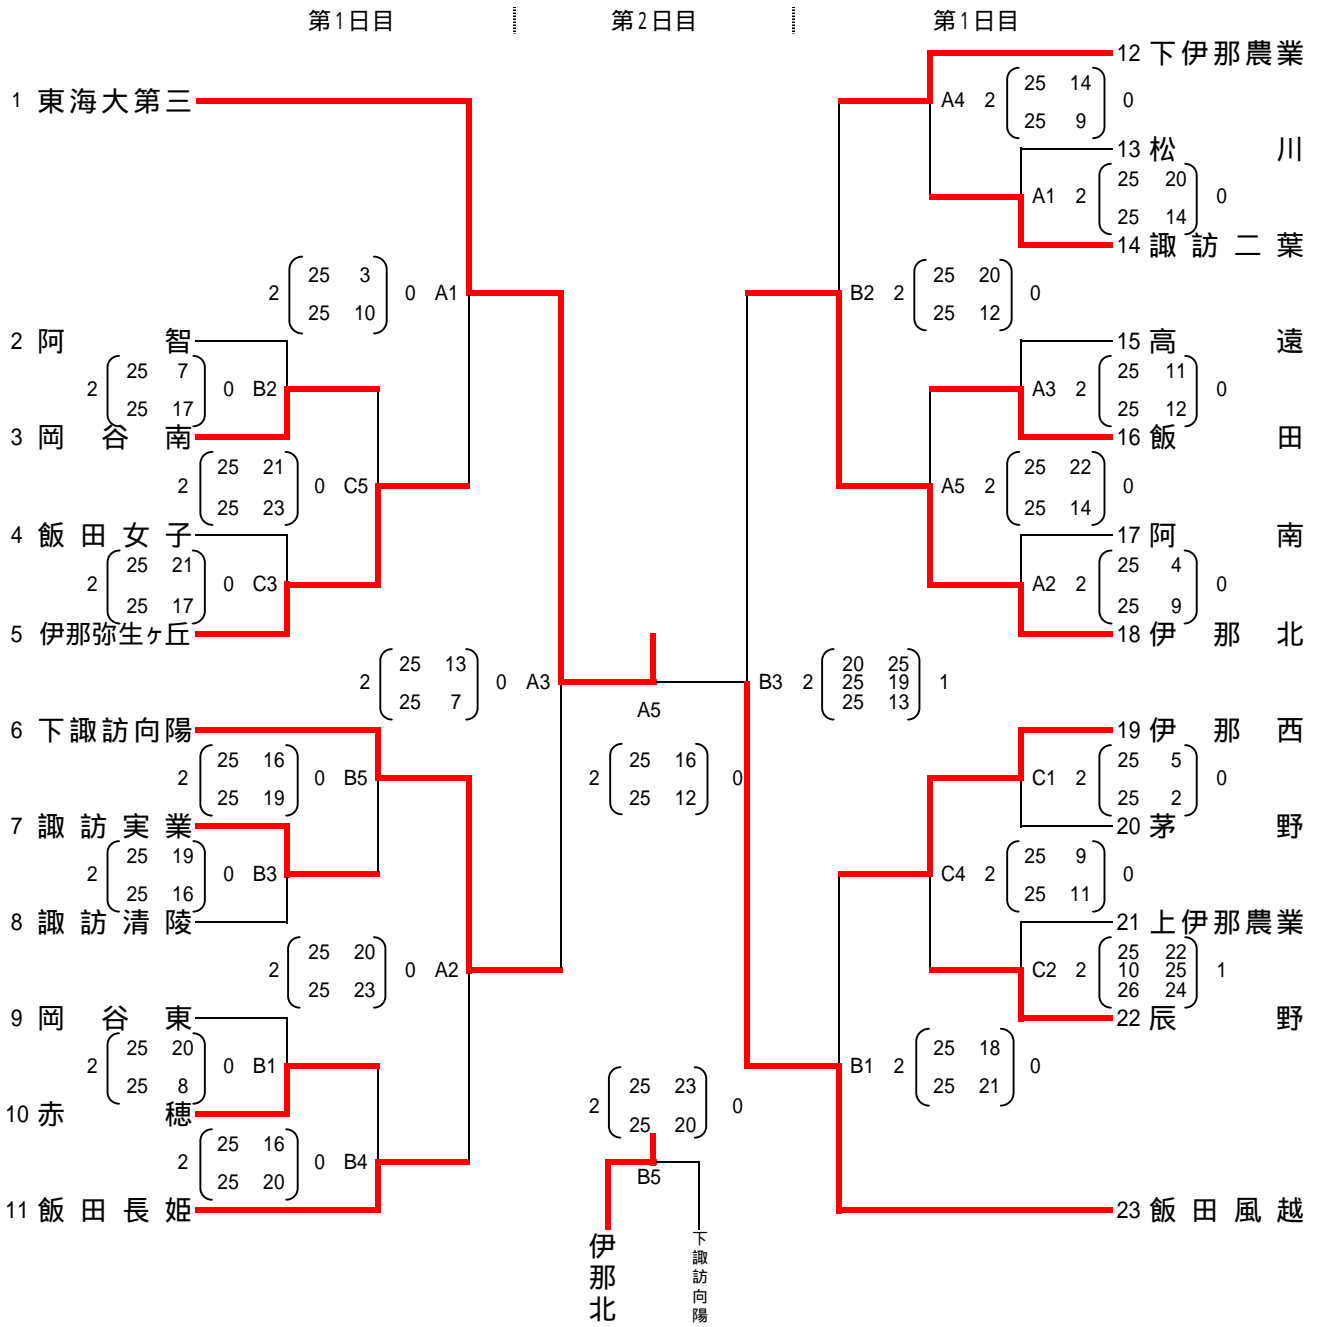 第1日目 第2日目 第1日目
1 東海大第三
2 25 3 0 A1
25 10
2 阿智
2 25 7 0 B2
25 17
3 岡谷南
2 25 21 0 C5
25 23
4 飯田女子
2 25 21 0 C3
25 17
5 伊那弥生ヶ丘
2 25 13 0 A3
25 7
6 下諏訪向陽
2 25 16 0 B5
25 19
7 諏訪実業
2 25 19 0 B3
25 16
8 諏訪清陵
2 25 20 0 A2
25 23
9 岡谷東
2 25 20 0 B1
25 8
10 赤穂
2 25 16 0 B4
25 20
11 飯田長姫
A5
2 25 16 0
25 12
2 25 23 0
25 20
B5
伊那北
下諏訪向陽
12 下伊那農業
A4 2 25 14 0
25 9
13 松川
A1 2 25 20 0
25 14
14 諏訪二葉
B2 2 25 20 0
25 12
15 高遠
A3 2 25 11 0
25 12
16 飯田
A5 2 25 22 0
25 14
17 阿南
A2 2 25 4 0
25 9
18 伊那北
B3 2 20 25 1
25 19
25 13
19 伊那西
C1 2 25 5 0
25 2
20 茅野
C4 2 25 9 0
25 11
21 上伊那農業
C2 2 25 22 1
10 25
26 24
22 辰野
B1 2 25 18 0
25 21
23 飯田風越